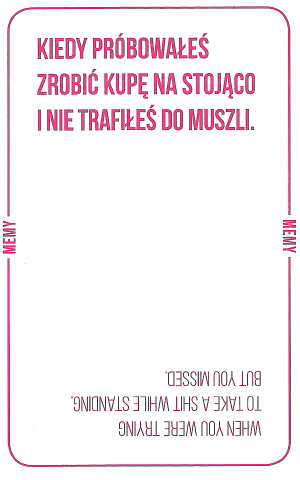 KIEDY PRÓBOWAŁEŚ
ZROBIĆ KUPĘ NA STOJĄCO
I NIE TRAFIŁEŚ DO MUSZLI.
MEMY
MEMY
WHEN YOU WERE TRYING
TO TAKE A SHIT WHILE STANDING,
BUT YOU MISSED.